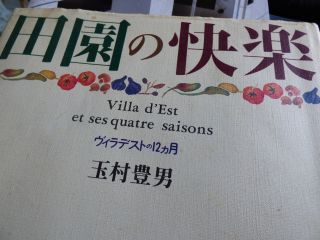 田園の快楽
Villa d'Est
et ses quatre saisons
ヴィラデストの12ヵ月
玉村豊男